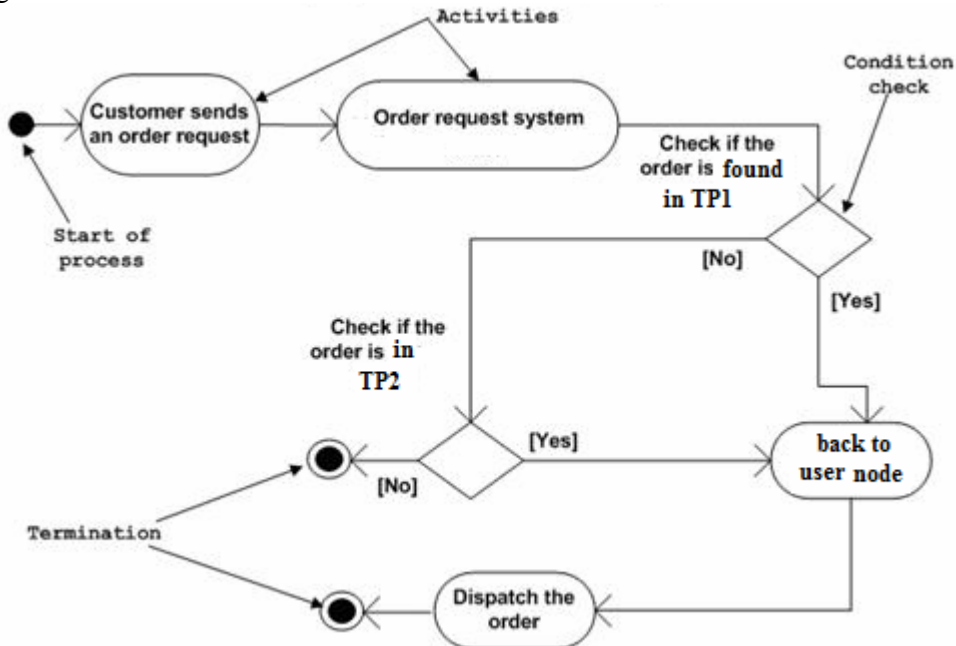 Activities
Condition
check
Customer sends
an order request
Order request system
Check if the
order is found
in TP1
Start of
process
[No]
[Yes]
Check if the
order is in
TP2
[Yes]
[No]
back to
user node
Termination
Dispatch the
order